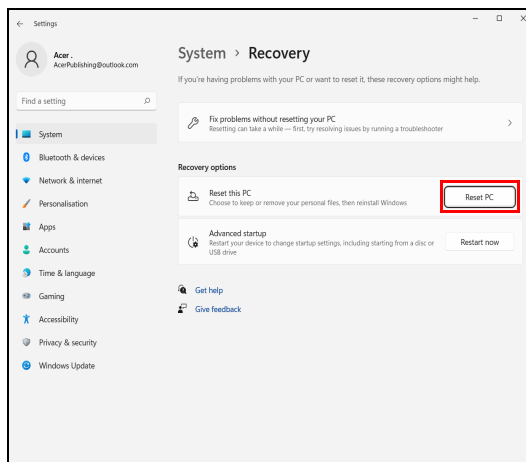 Settings
Acer .
AcerPublishing@outlook.com
Find a setting
System
Bluetooth & devices
Network & internet
Personalisation
Apps
Accounts
Time & language
Gaming
Accessibility
Privacy & security
Windows Update
System > Recovery
If you're having problems with your PC or want to reset it, these recovery options might help.
Fix problems without resetting your PC
Resetting can take a while — first, try resolving issues by running a troubleshooter
Recovery options
Reset this PC
Choose to keep or remove your personal files, then reinstall Windows
Reset PC
Advanced startup
Restart your device to change startup settings, including starting from a disc or
USB drive
Restart now
Get help
Give feedback